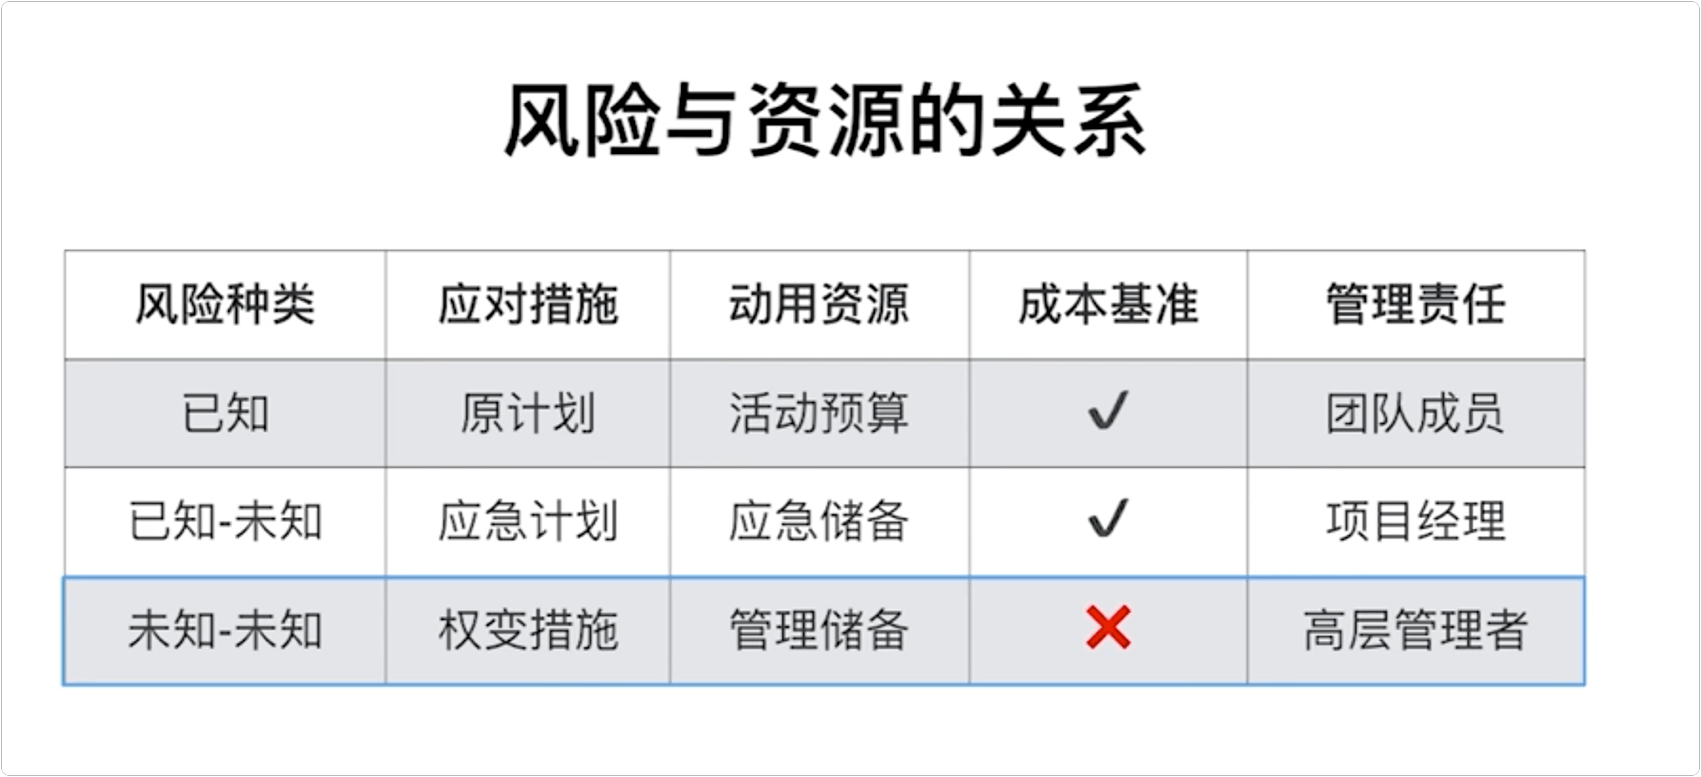 风险与资源的关系
风险种类 应对措施 动用资源 成本基准 管理责任
已知 原计划 活动预算 ✓ 团队成员
已知-未知 应急计划 应急储备 ✓ 项目经理
未知-未知 权变措施 管理储备 ❌ 高层管理者